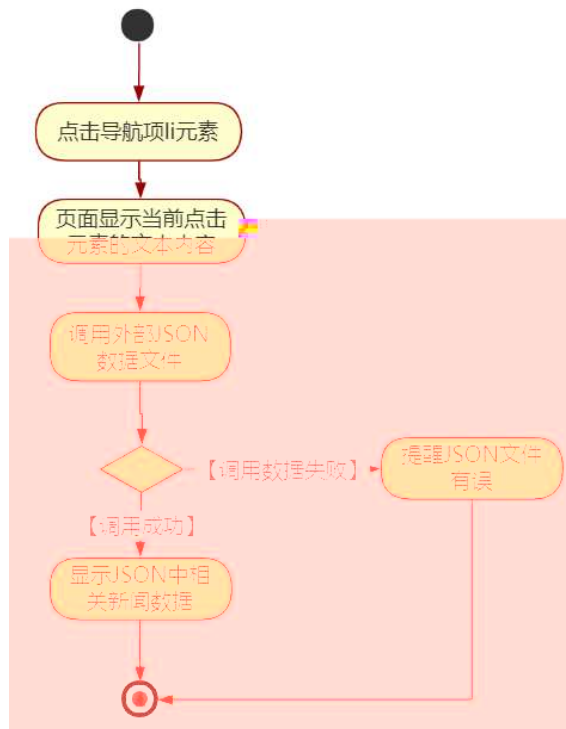 点击导航项li元素
页面显示当前点击
元素的文本内容
调用外部JSON
数据文件
【调用数据失败】
提醒JSON文件
有误
【调用成功】
显示JSON中相
关新闻数据